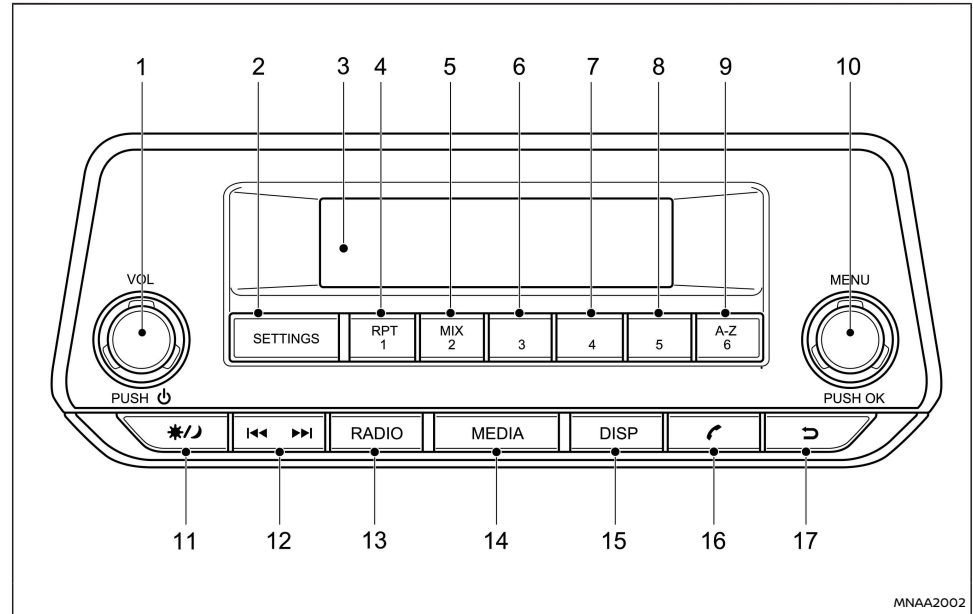 1 2 3 4 5 6 7 8 9 10
VOL
MENU
SETTINGS
RPT
1
MIX
2
3
4
5
A-Z
6
PUSH
PUSH OK
RADIO
MEDIA
DISP
11 12 13 14 15 16 17
MNAA2002